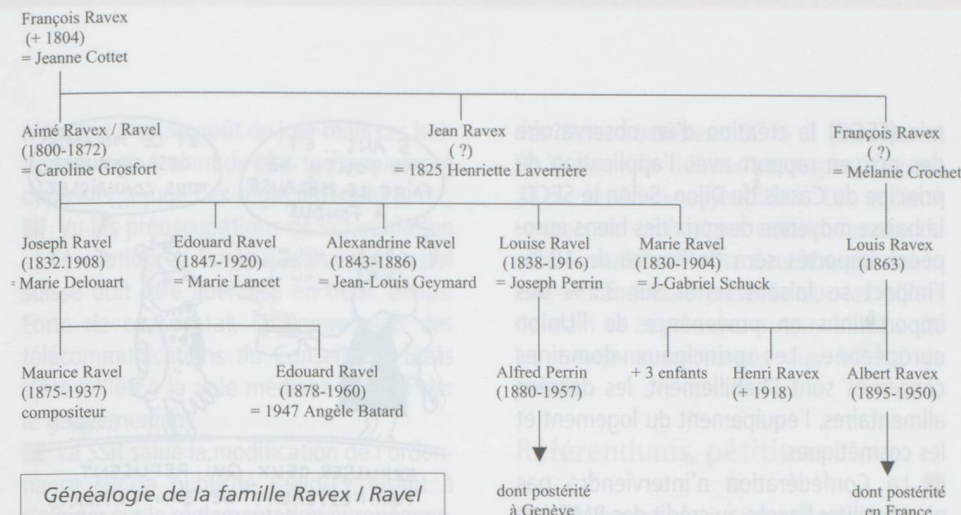 François Ravex
(+ 1804)
= Jeanne Cottet
Aimé Ravex / Ravel
(1800-1872)
= Caroline Grosfort
Jean Ravex
( ?)
= 1825 Henriette Laverrière
François Ravex
(?)
= Mélanie Crochet
Joseph Ravel
(1832.1908)
= Marie Delouart
Edouard Ravel
(1847-1920)
= Marie Lancet
Alexandrine Ravel
(1843-1886)
= Jean-Louis Geymard
Louise Ravel
(1838-1916)
= Joseph Perrin
Marie Ravel
(1830-1904)
= J-Gabriel Schuck
Louis Ravex
(1863)
Maurice Ravel
(1875-1937)
compositeur
Edouard Ravel
(1878-1960)
= 1947 Angèle Batard
Alfred Perrin
(1880-1957)
+ 3 enfants
Henri Ravex
(+ 1918)
Albert Ravex
(1895-1950)
Généalogie de la famille Ravex / Ravel
dont postérité
à Genève
dont postérité
en France